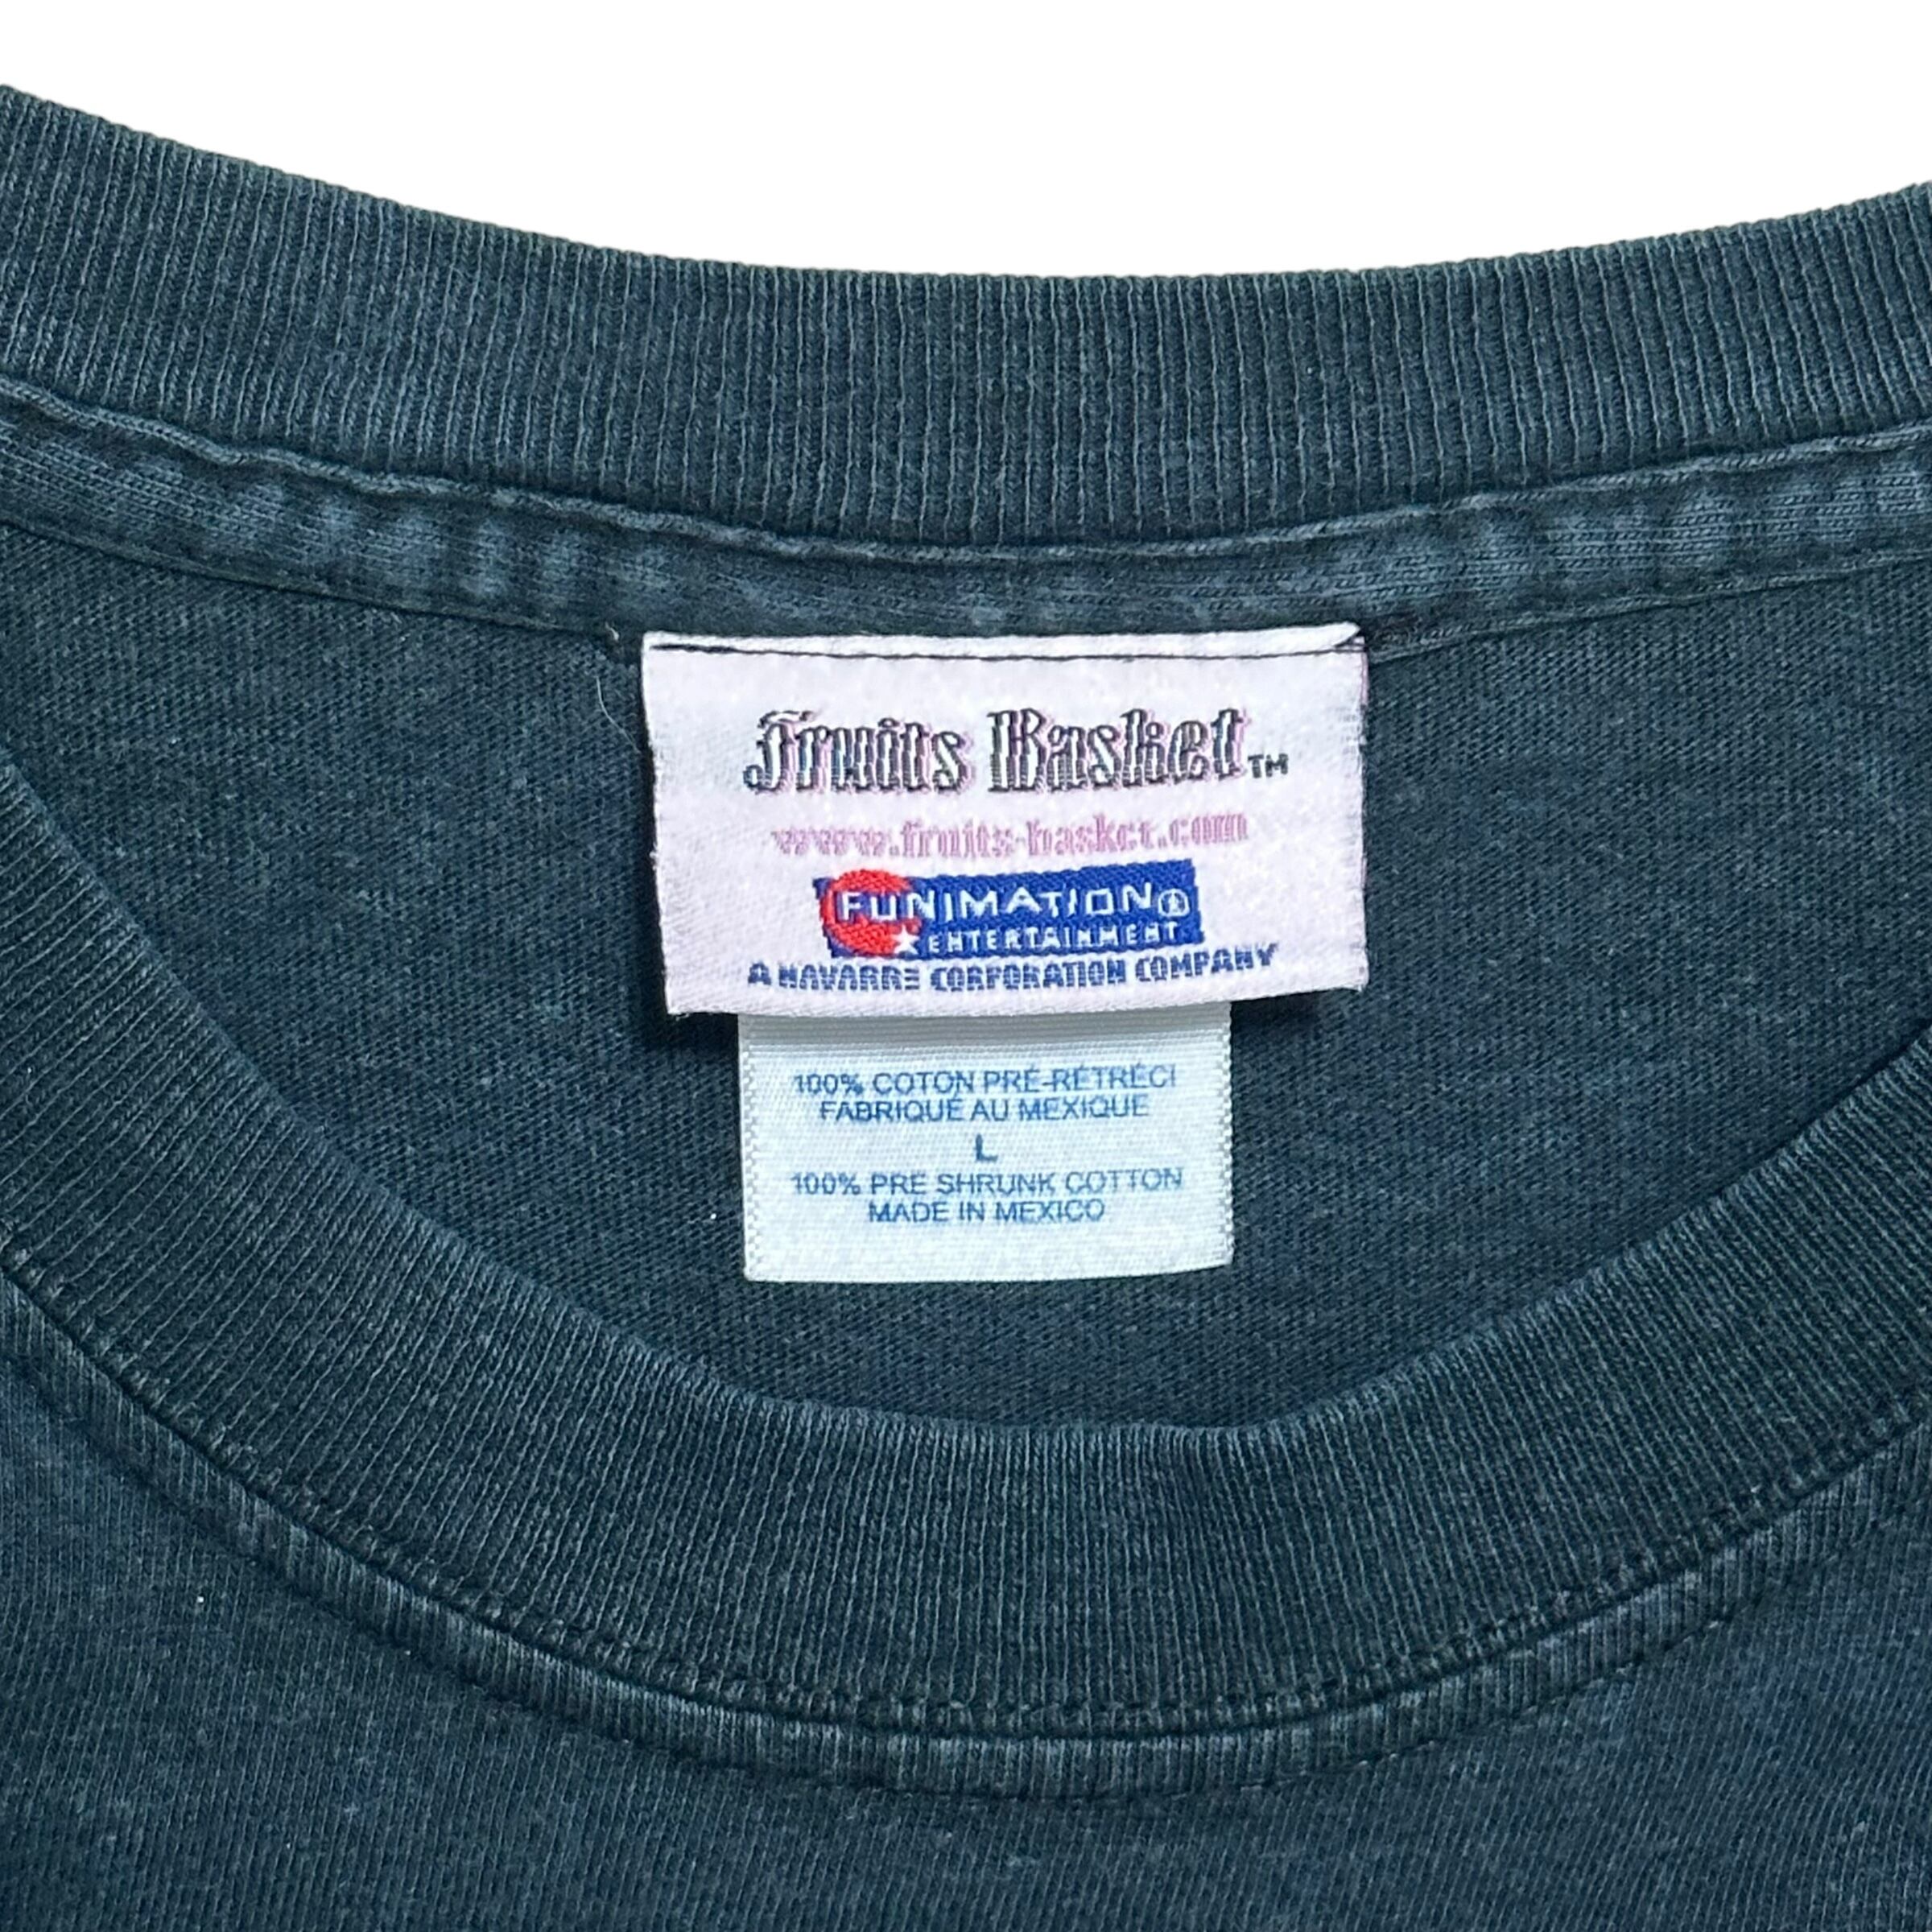 Fruits Basket™
www.fruits-basket.com
FUNIMATION®
ENTERTAINMENT
A NAVARRE CORPORATION COMPANY
100% COTON PRÉ-RÉTRÉCI
FABRIQUÉ AU MEXIQUE
L
100% PRE SHRUNK COTTON
MADE IN MEXICO